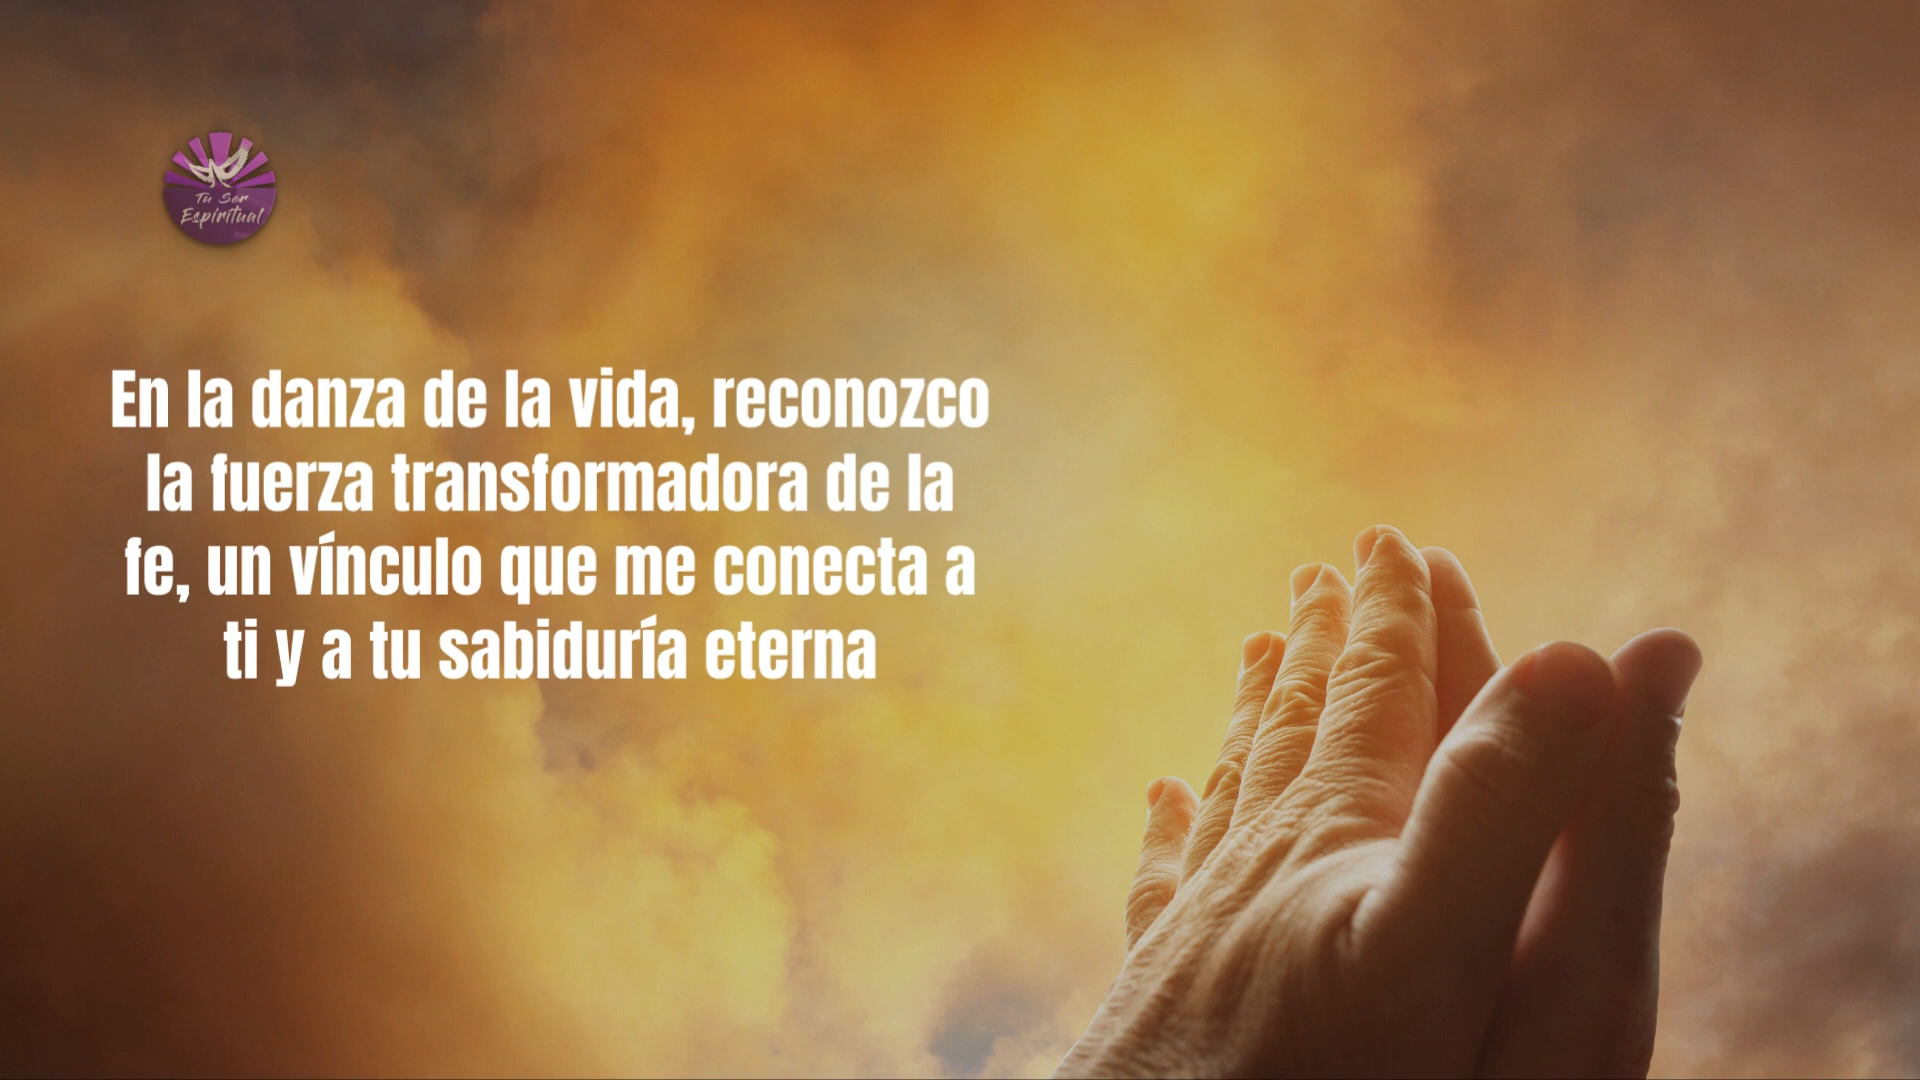 Tu Ser
Espiritual
En la danza de la vida, reconozco
la fuerza transformadora de la
fe, un vínculo que me conecta a
ti y a tu sabiduría eterna